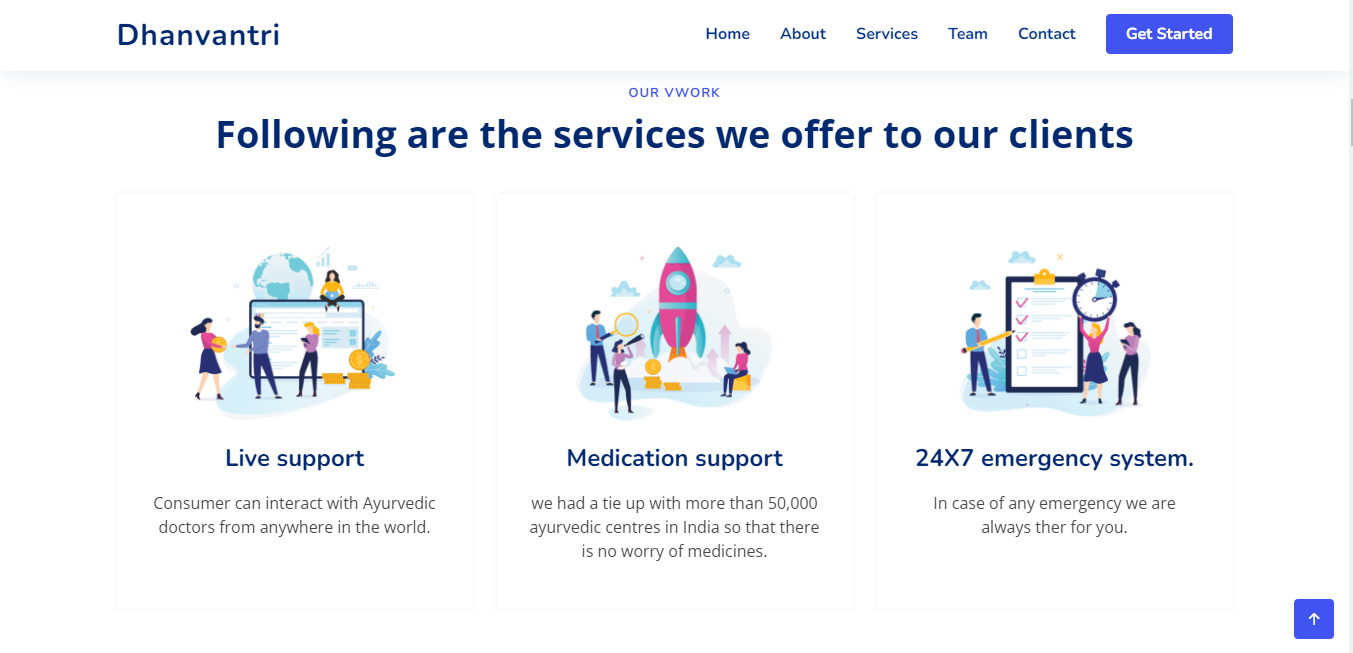 Dhanvantri
Home About Services Team Contact Get Started
OUR VWORK
Following are the services we offer to our clients
Live support
Consumer can interact with Ayurvedic
doctors from anywhere in the world.
Medication support
we had a tie up with more than 50,000
ayurvedic centres in India so that there
is no worry of medicines.
24X7 emergency system.
In case of any emergency we are
always ther for you.